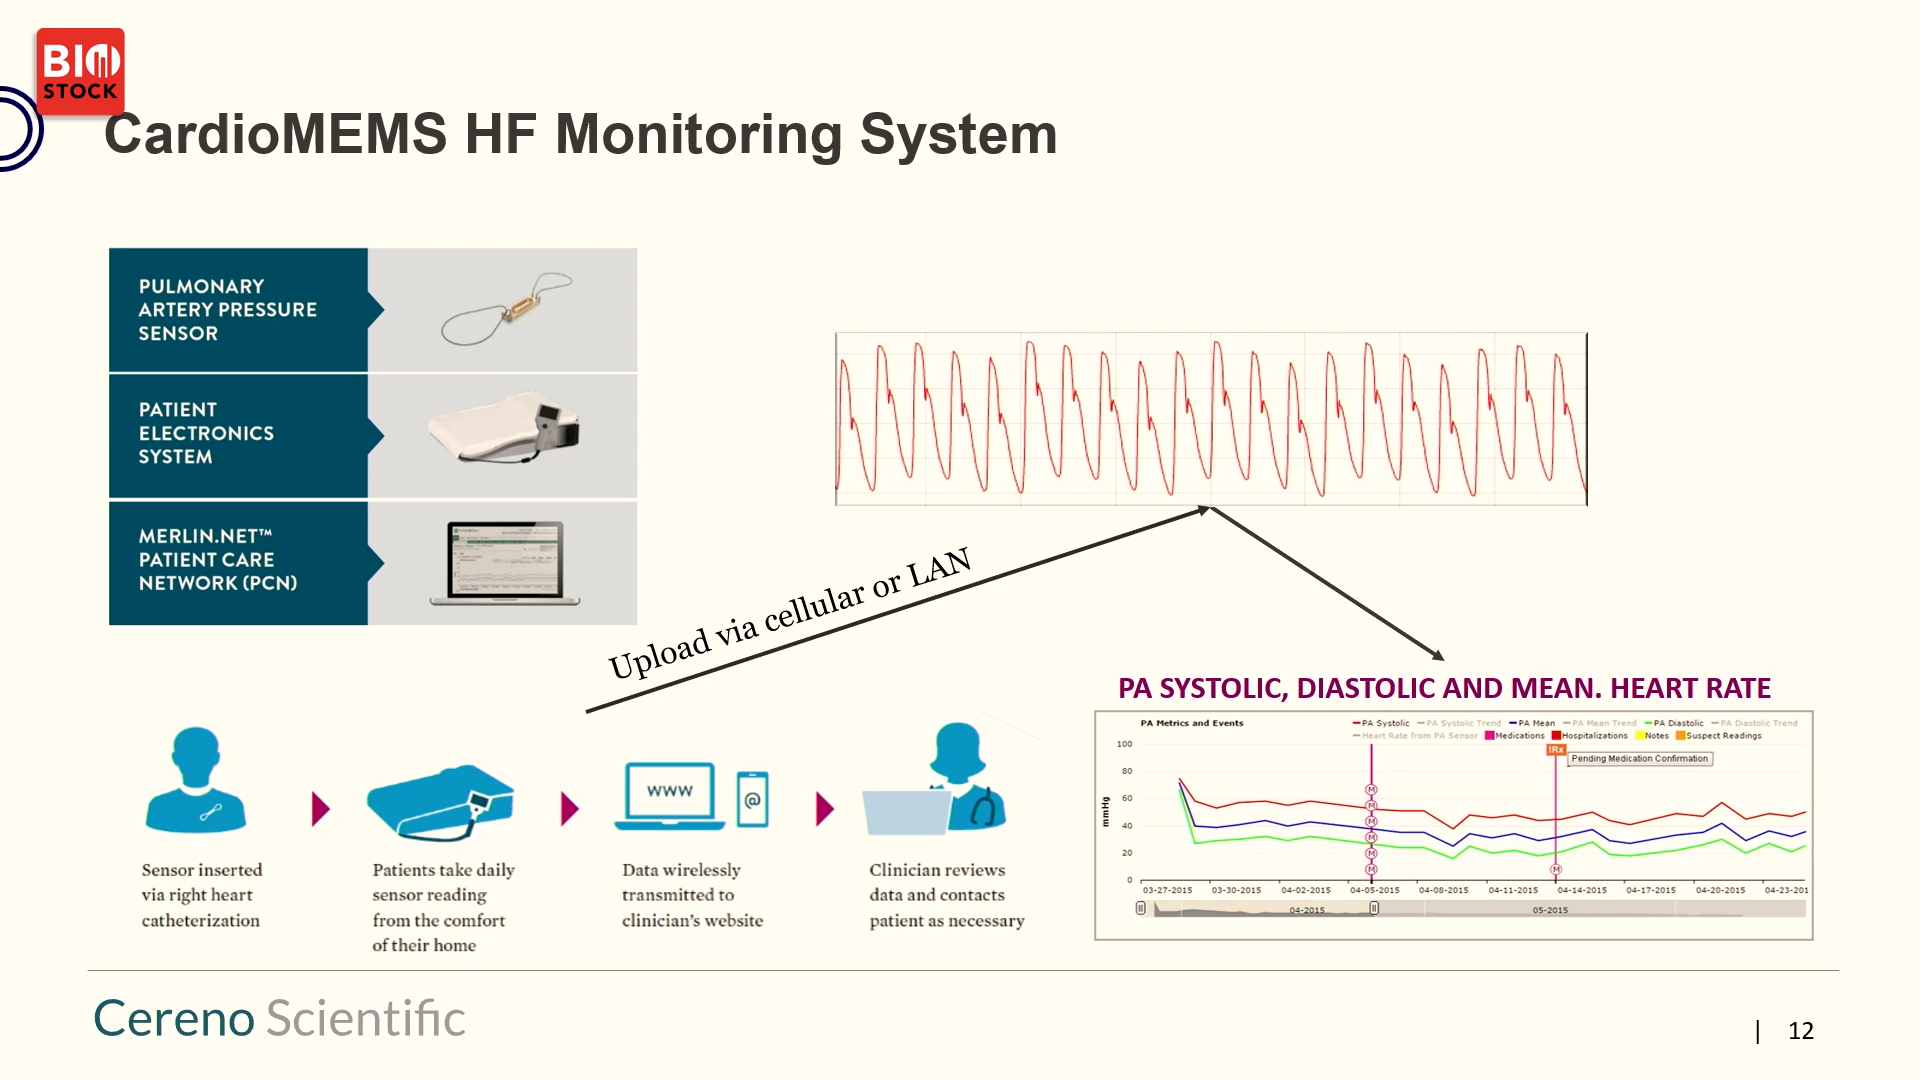 BIO
STOCK
CardioMEMS HF Monitoring System
PULMONARY
ARTERY PRESSURE
SENSOR
PATIENT
ELECTRONICS
SYSTEM
MERLIN.NET™
PATIENT CARE
NETWORK (PCN)
Upload via cellular or LAN
www
@
Sensor inserted
via right heart
catheterization
Patients take daily
sensor reading
from the comfort
of their home
Data wirelessly
transmitted to
clinician's website
Clinician reviews
data and contacts
patient as necessary
PA SYSTOLIC, DIASTOLIC AND MEAN. HEART RATE
PA Metrics and Events
PA Systolic PA Systolic Trend PA Mean PA Mean Trend PA Diastolic PA Diastolic Trend
Heart Rate from PA Sensor Medications Hospitalizations Notes Suspect Readings
!Rx
Pending Medication Confirmation
mmHg
100
80
60
40
20
0
M
M
M
M
M
M
M
03-27-2015 03-30-2015 04-02-2015 04-05-2015 04-08-2015 04-11-2015 04-14-2015 04-17-2015 04-20-2015 04-23-201
04-2015 05-2015
Cereno Scientific
| 12